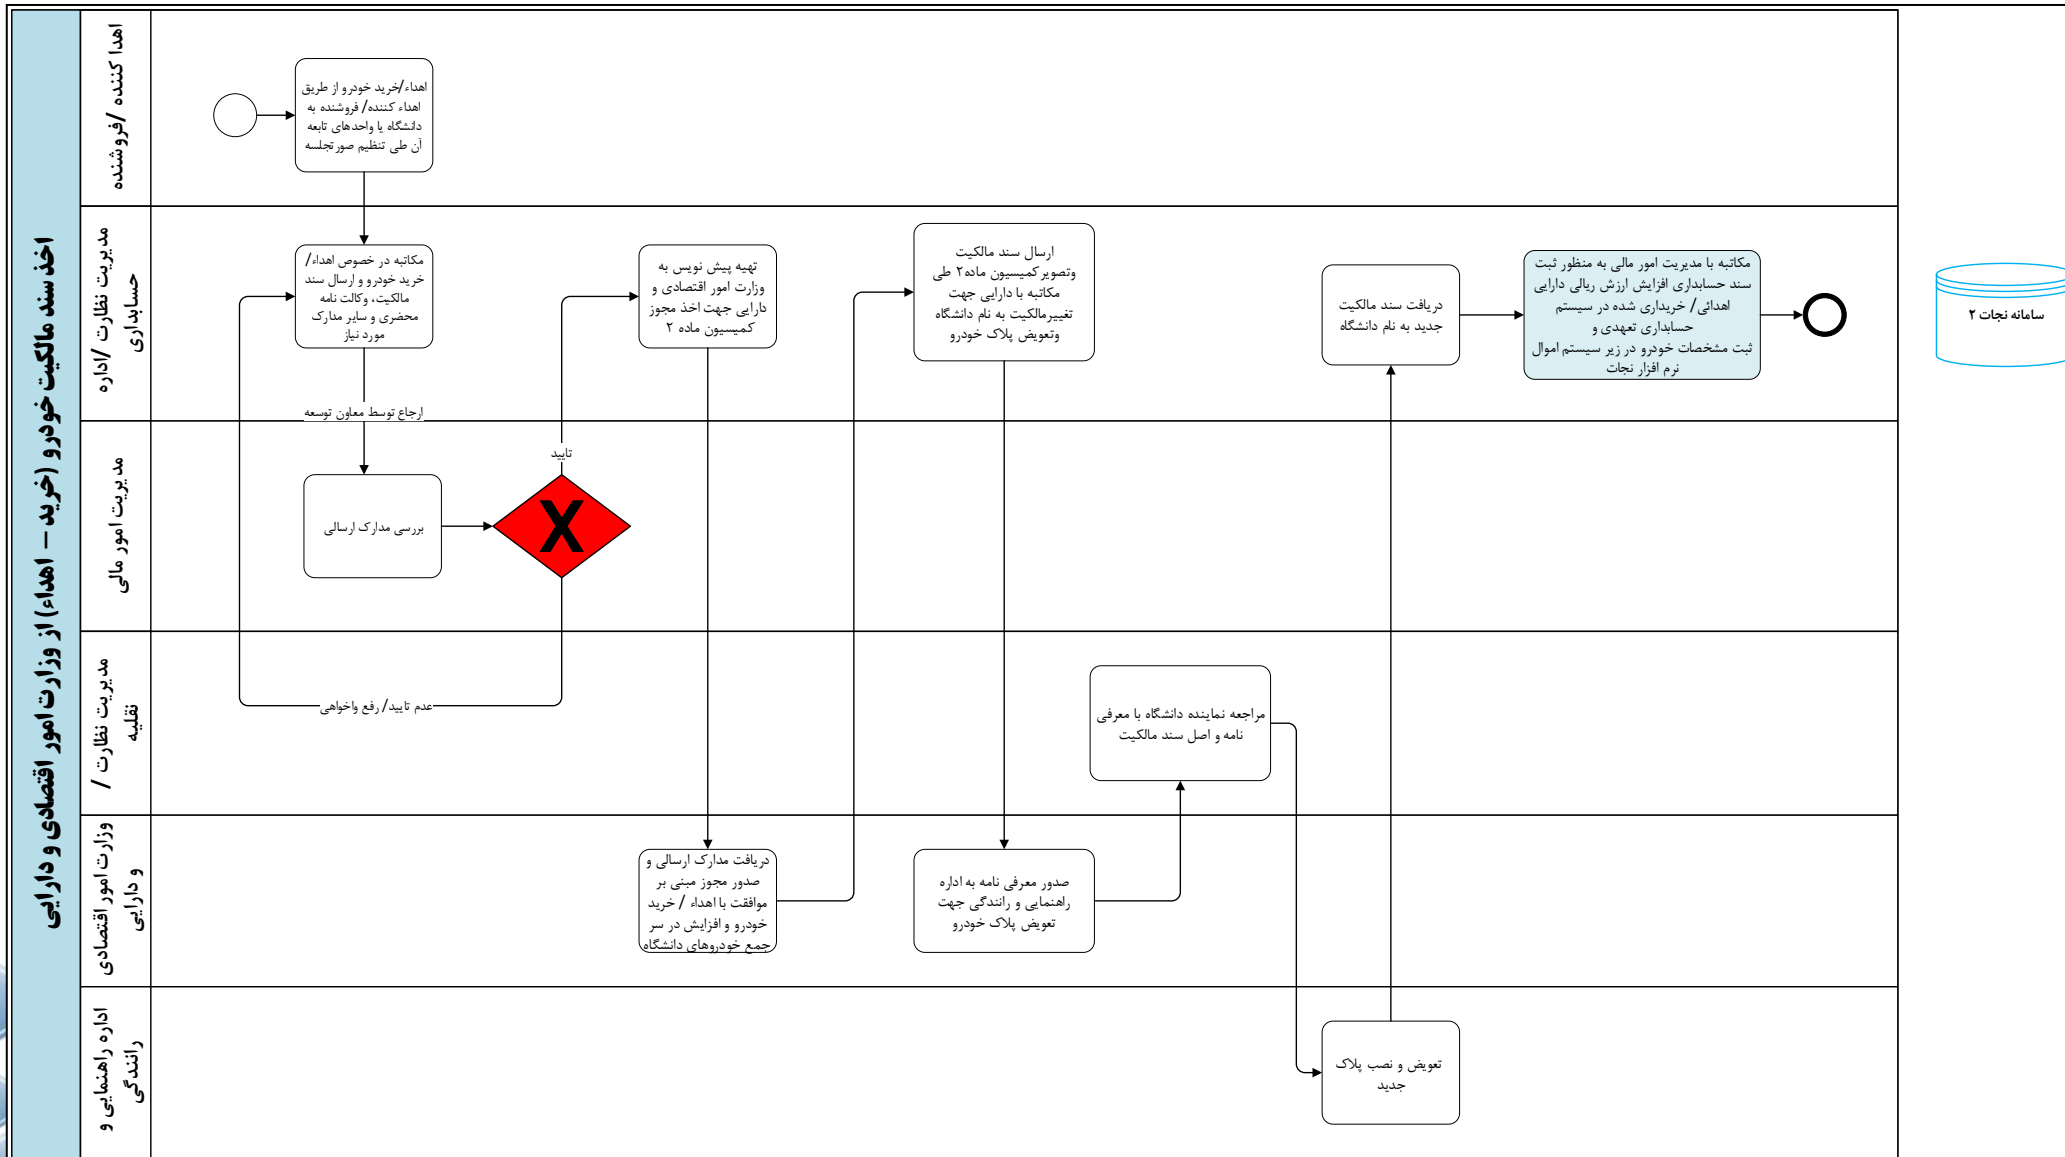 اخذ سند مالکیت خودرو (خرید – اهداء) از وزارت امور اقتصادی و دارایی
اهدا کننده /فروشنده
اهداء/خرید خودرو از طریق
اهداء کننده/ فروشنده به
دانشگاه یا واحدهای تابعه
آن طی تنظیم صورتجلسه
مدیریت نظارت /اداره
حسابداری
مکاتبه در خصوص اهداء/
خرید خودرو و ارسال سند
مالکیت، وکالت نامه
محضری و سایر مدارک
مورد نیاز
تهیه پیش نویس به
وزارت امور اقتصادی و
دارایی جهت اخذ مجوز
کمیسیون ماده ۲
ارسال سند مالکیت
وتصویرکمیسیون ماده۲ طی
مکاتبه با دارایی جهت
تغییرمالکیت به نام دانشگاه
وتعویض پلاک خودرو
دریافت سند مالکیت
جدید به نام دانشگاه
مکاتبه با مدیریت امور مالی به منظور ثبت
سند حسابداری افزایش ارزش ریالی دارایی
اهدائی/ خریداری شده در سیستم
حسابداری تعهدی و
ثبت مشخصات خودرو در زیر سیستم اموال
نرم افزار نجات
سامانه نجات ۲
ارجاع توسط معاون توسعه
مدیریت امور مالی
بررسی مدارک ارسالی
تایید
X
مدیریت نظارت /
نقلیه
عدم تایید/ رفع واخواهی
مراجعه نماینده دانشگاه با معرفی
نامه و اصل سند مالکیت
وزارت امور اقتصادی
و دارایی
دریافت مدارک ارسالی و
صدور مجوز مبنی بر
موافقت با اهداء / خرید
خودرو و افزایش در سر
جمع خودروهای دانشگاه
صدور معرفی نامه به اداره
راهنمایی و رانندگی جهت
تعویض پلاک خودرو
اداره راهنمایی و
رانندگی
تعویض و نصب پلاک
جدید